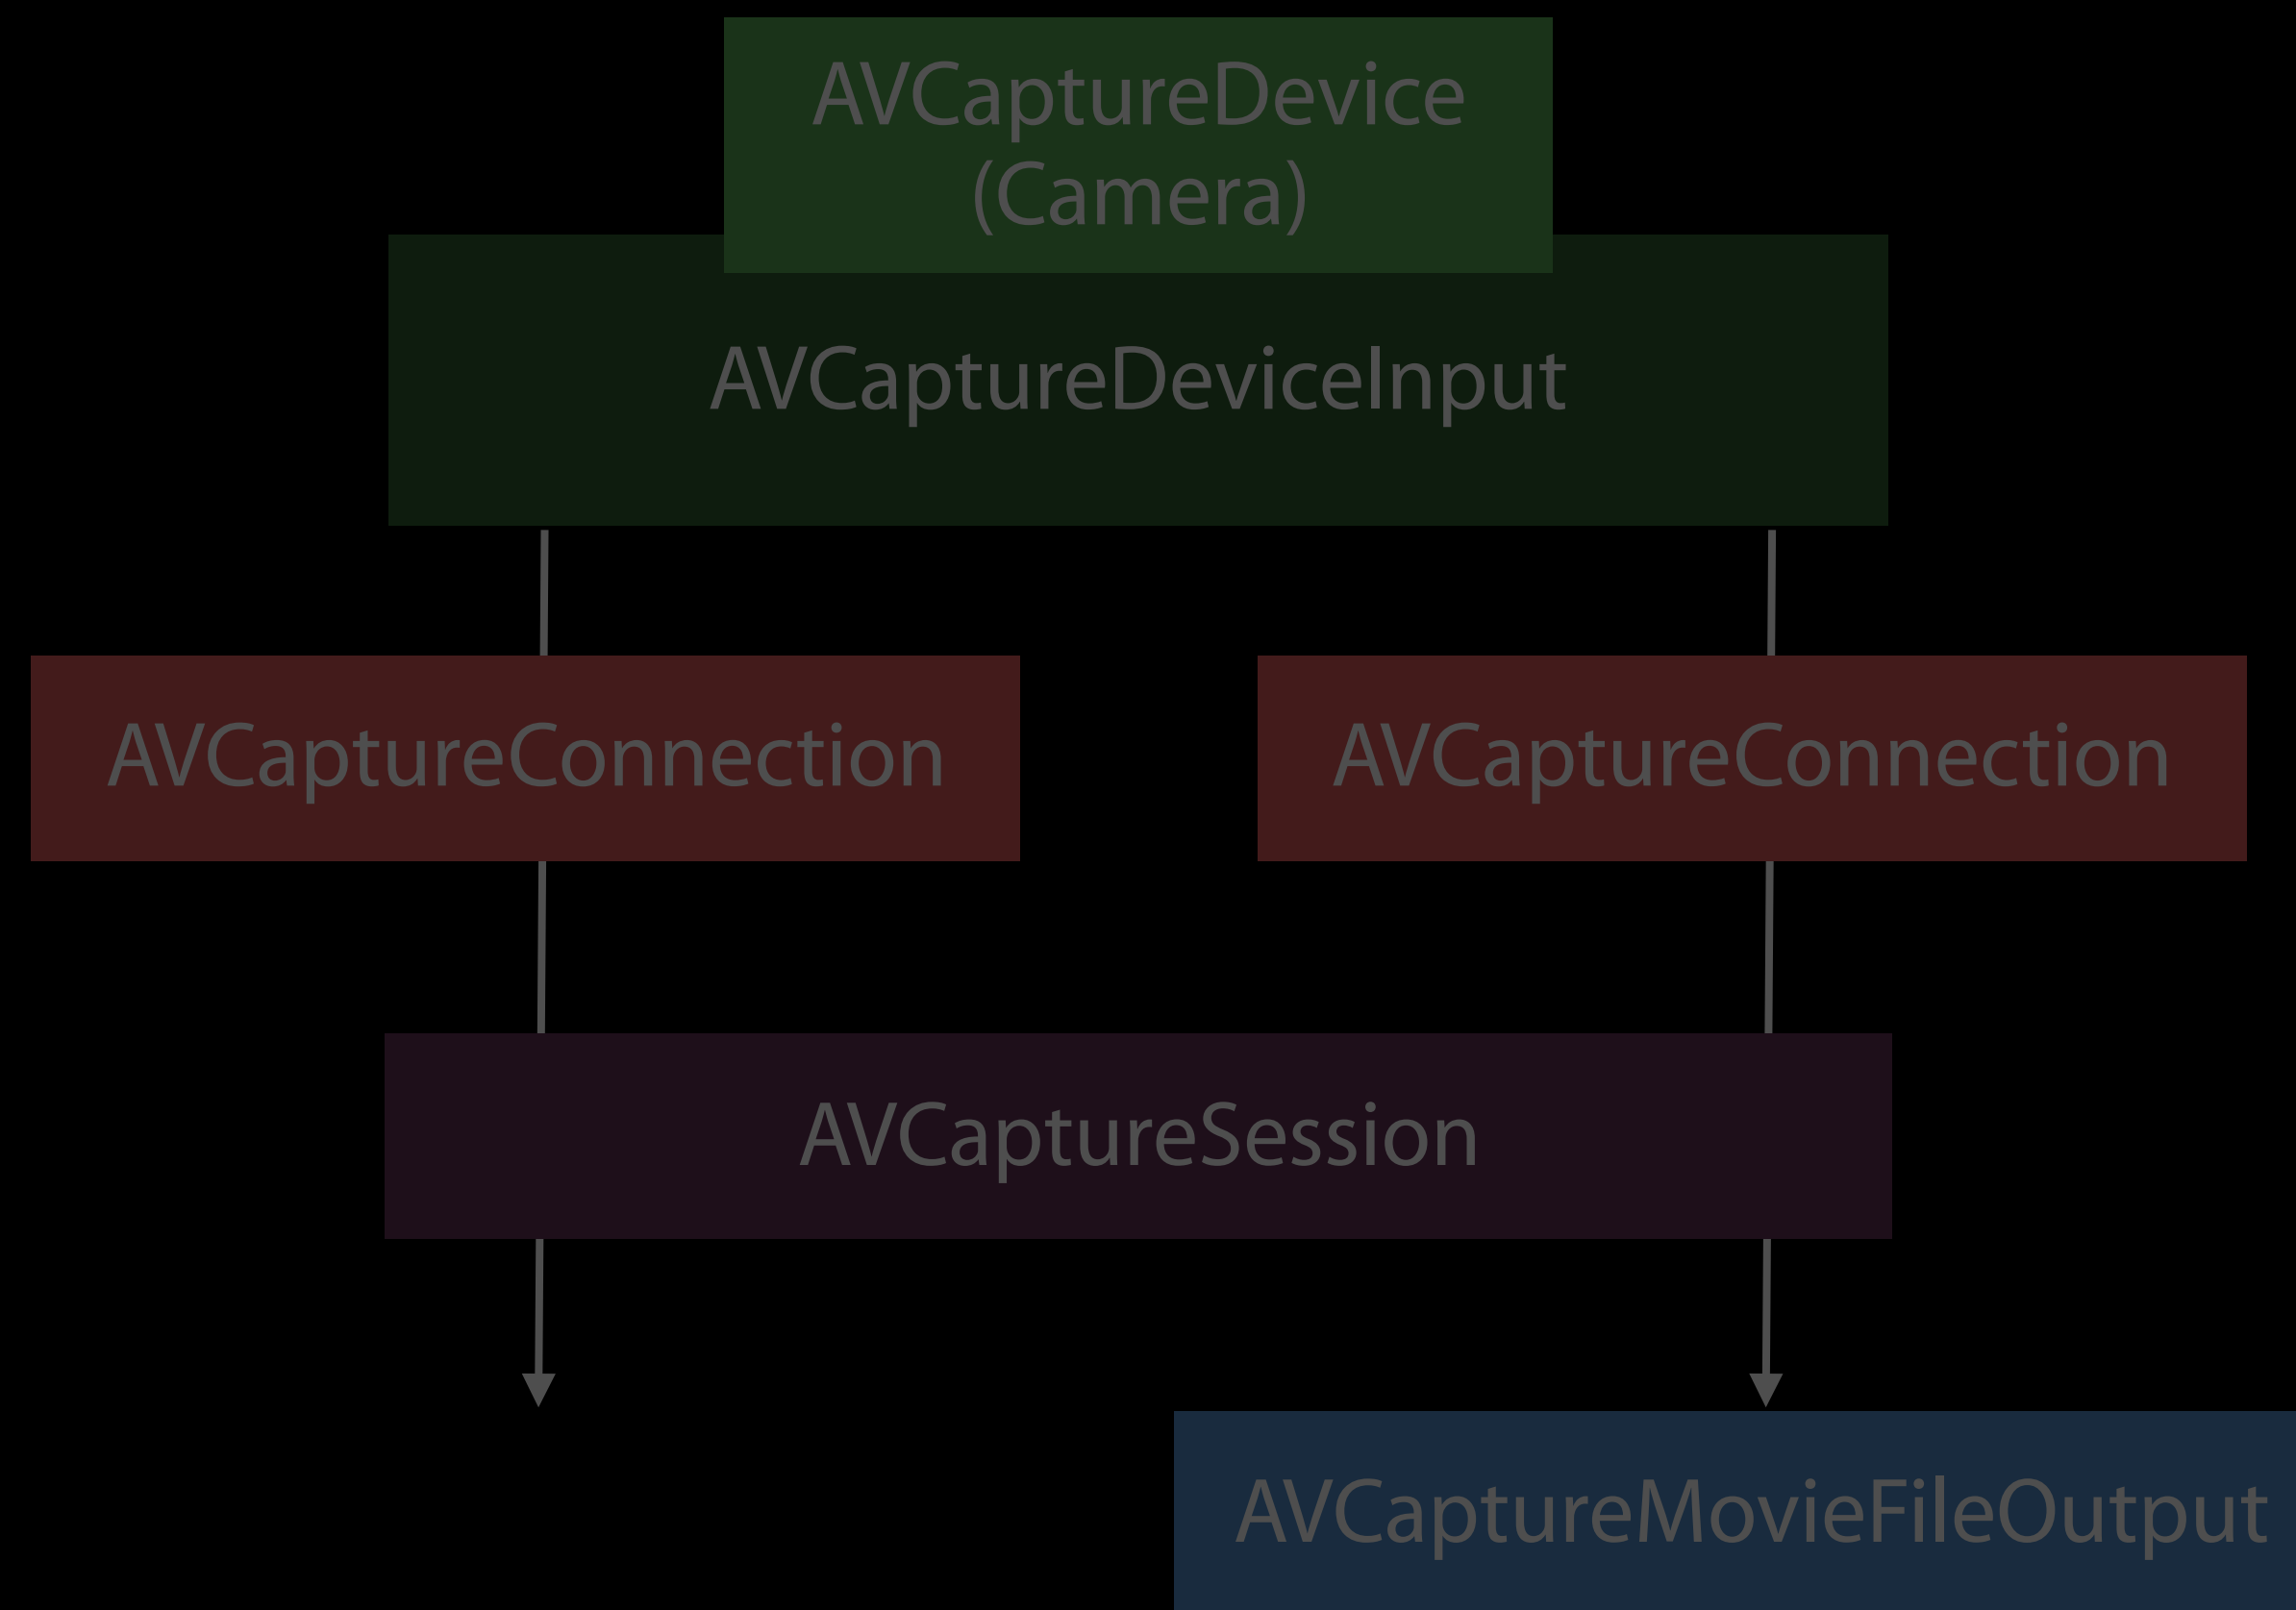 AVCaptureDevice
(Camera)
AVCaptureDeviceInput
AVCaptureConnection
AVCaptureConnection
AVCaptureSession
AVCaptureMovieFileOutput